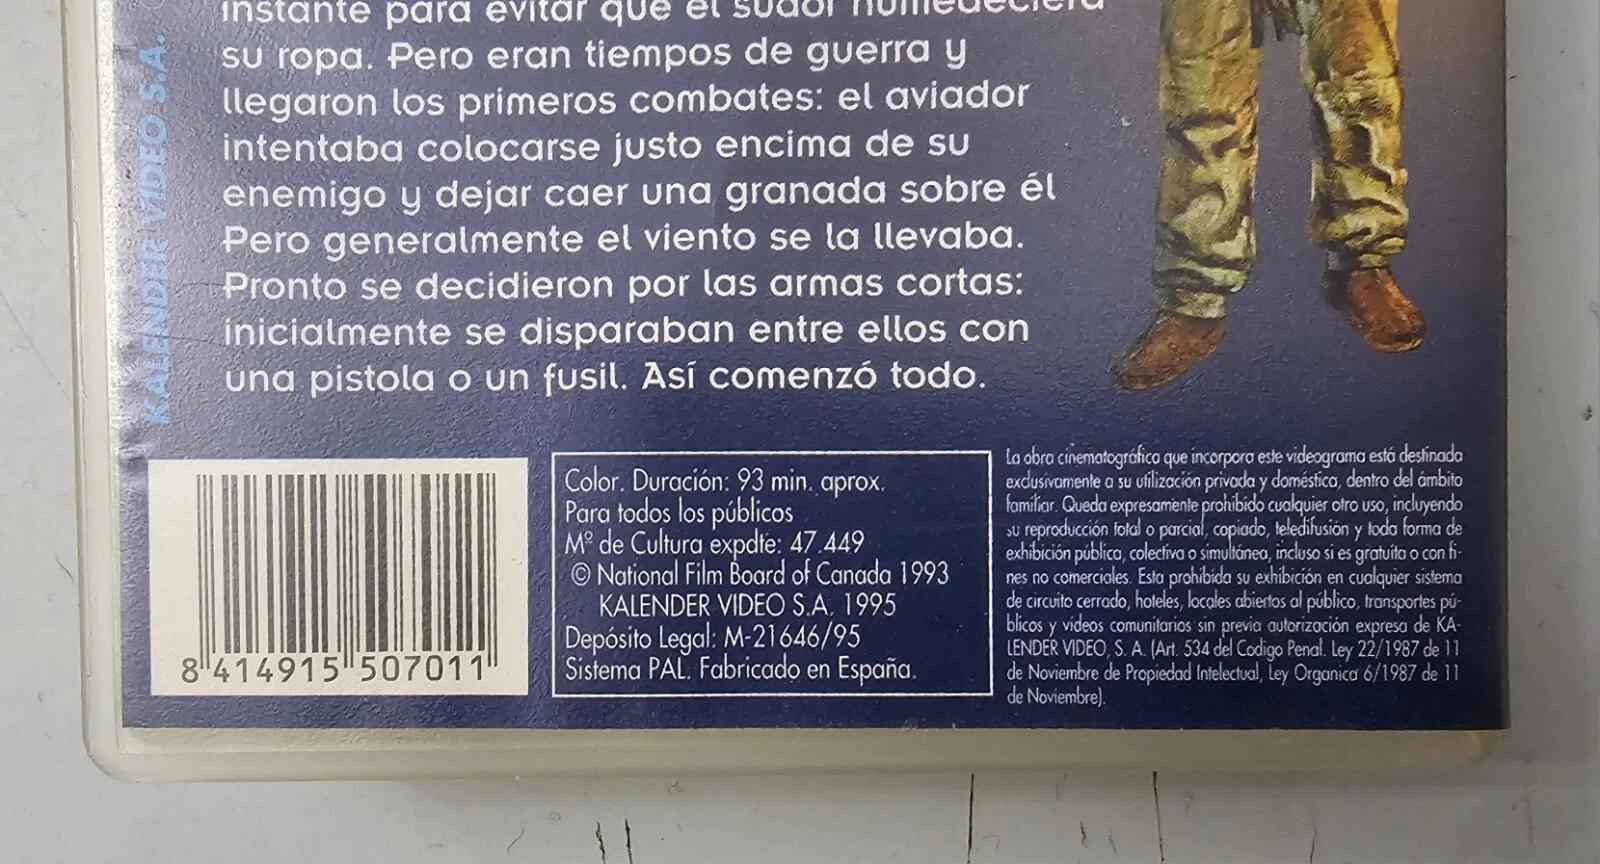 instante para evitar que el sudor humedeciera
su ropa. Pero eran tiempos de guerra y
llegaron los primeros combates: el aviador
intentaba colocarse justo encima de su
enemigo y dejar caer una granada sobre él
Pero generalmente el viento se la llevaba.
Pronto se decidieron por las armas cortas:
inicialmente se disparaban entre ellos con
una pistola o un fusil. Así comenzó todo.
KALENDER VIDEO S.A.
8 414915 507011
Color. Duración: 93 min. aprox.
Para todos los públicos
Mº de Cultura expdte: 47.449
© National Film Board of Canada 1993
KALENDER VIDEO S.A. 1995
Depósito Legal: M-21646/95
Sistema PAL. Fabricado en España.
La obra cinematográfica que incorpora este videograma está destinada
exclusivamente a su utilización privada y doméstica, dentro del ámbito
familiar. Queda expresamente prohibido cualquier otro uso, incluyendo
su reproducción total o parcial, copiado, teledifusión y toda forma de
exhibición pública, colectiva o simultánea, incluso si es gratuita o con fi-
nes no comerciales. Esta prohibida su exhibición en cualquier sistema
de circuito cerrado, hoteles, locales abiertos al público, transportes pú-
blicos y videos comunitarios sin previa autorización expresa de KA-
LENDER VIDEO, S. A. (Art. 534 del Codigo Penal. Ley 22/1987 de 11
de Noviembre de Propiedad Intelectual, Ley Organica 6/1987 de 11
de Noviembre).